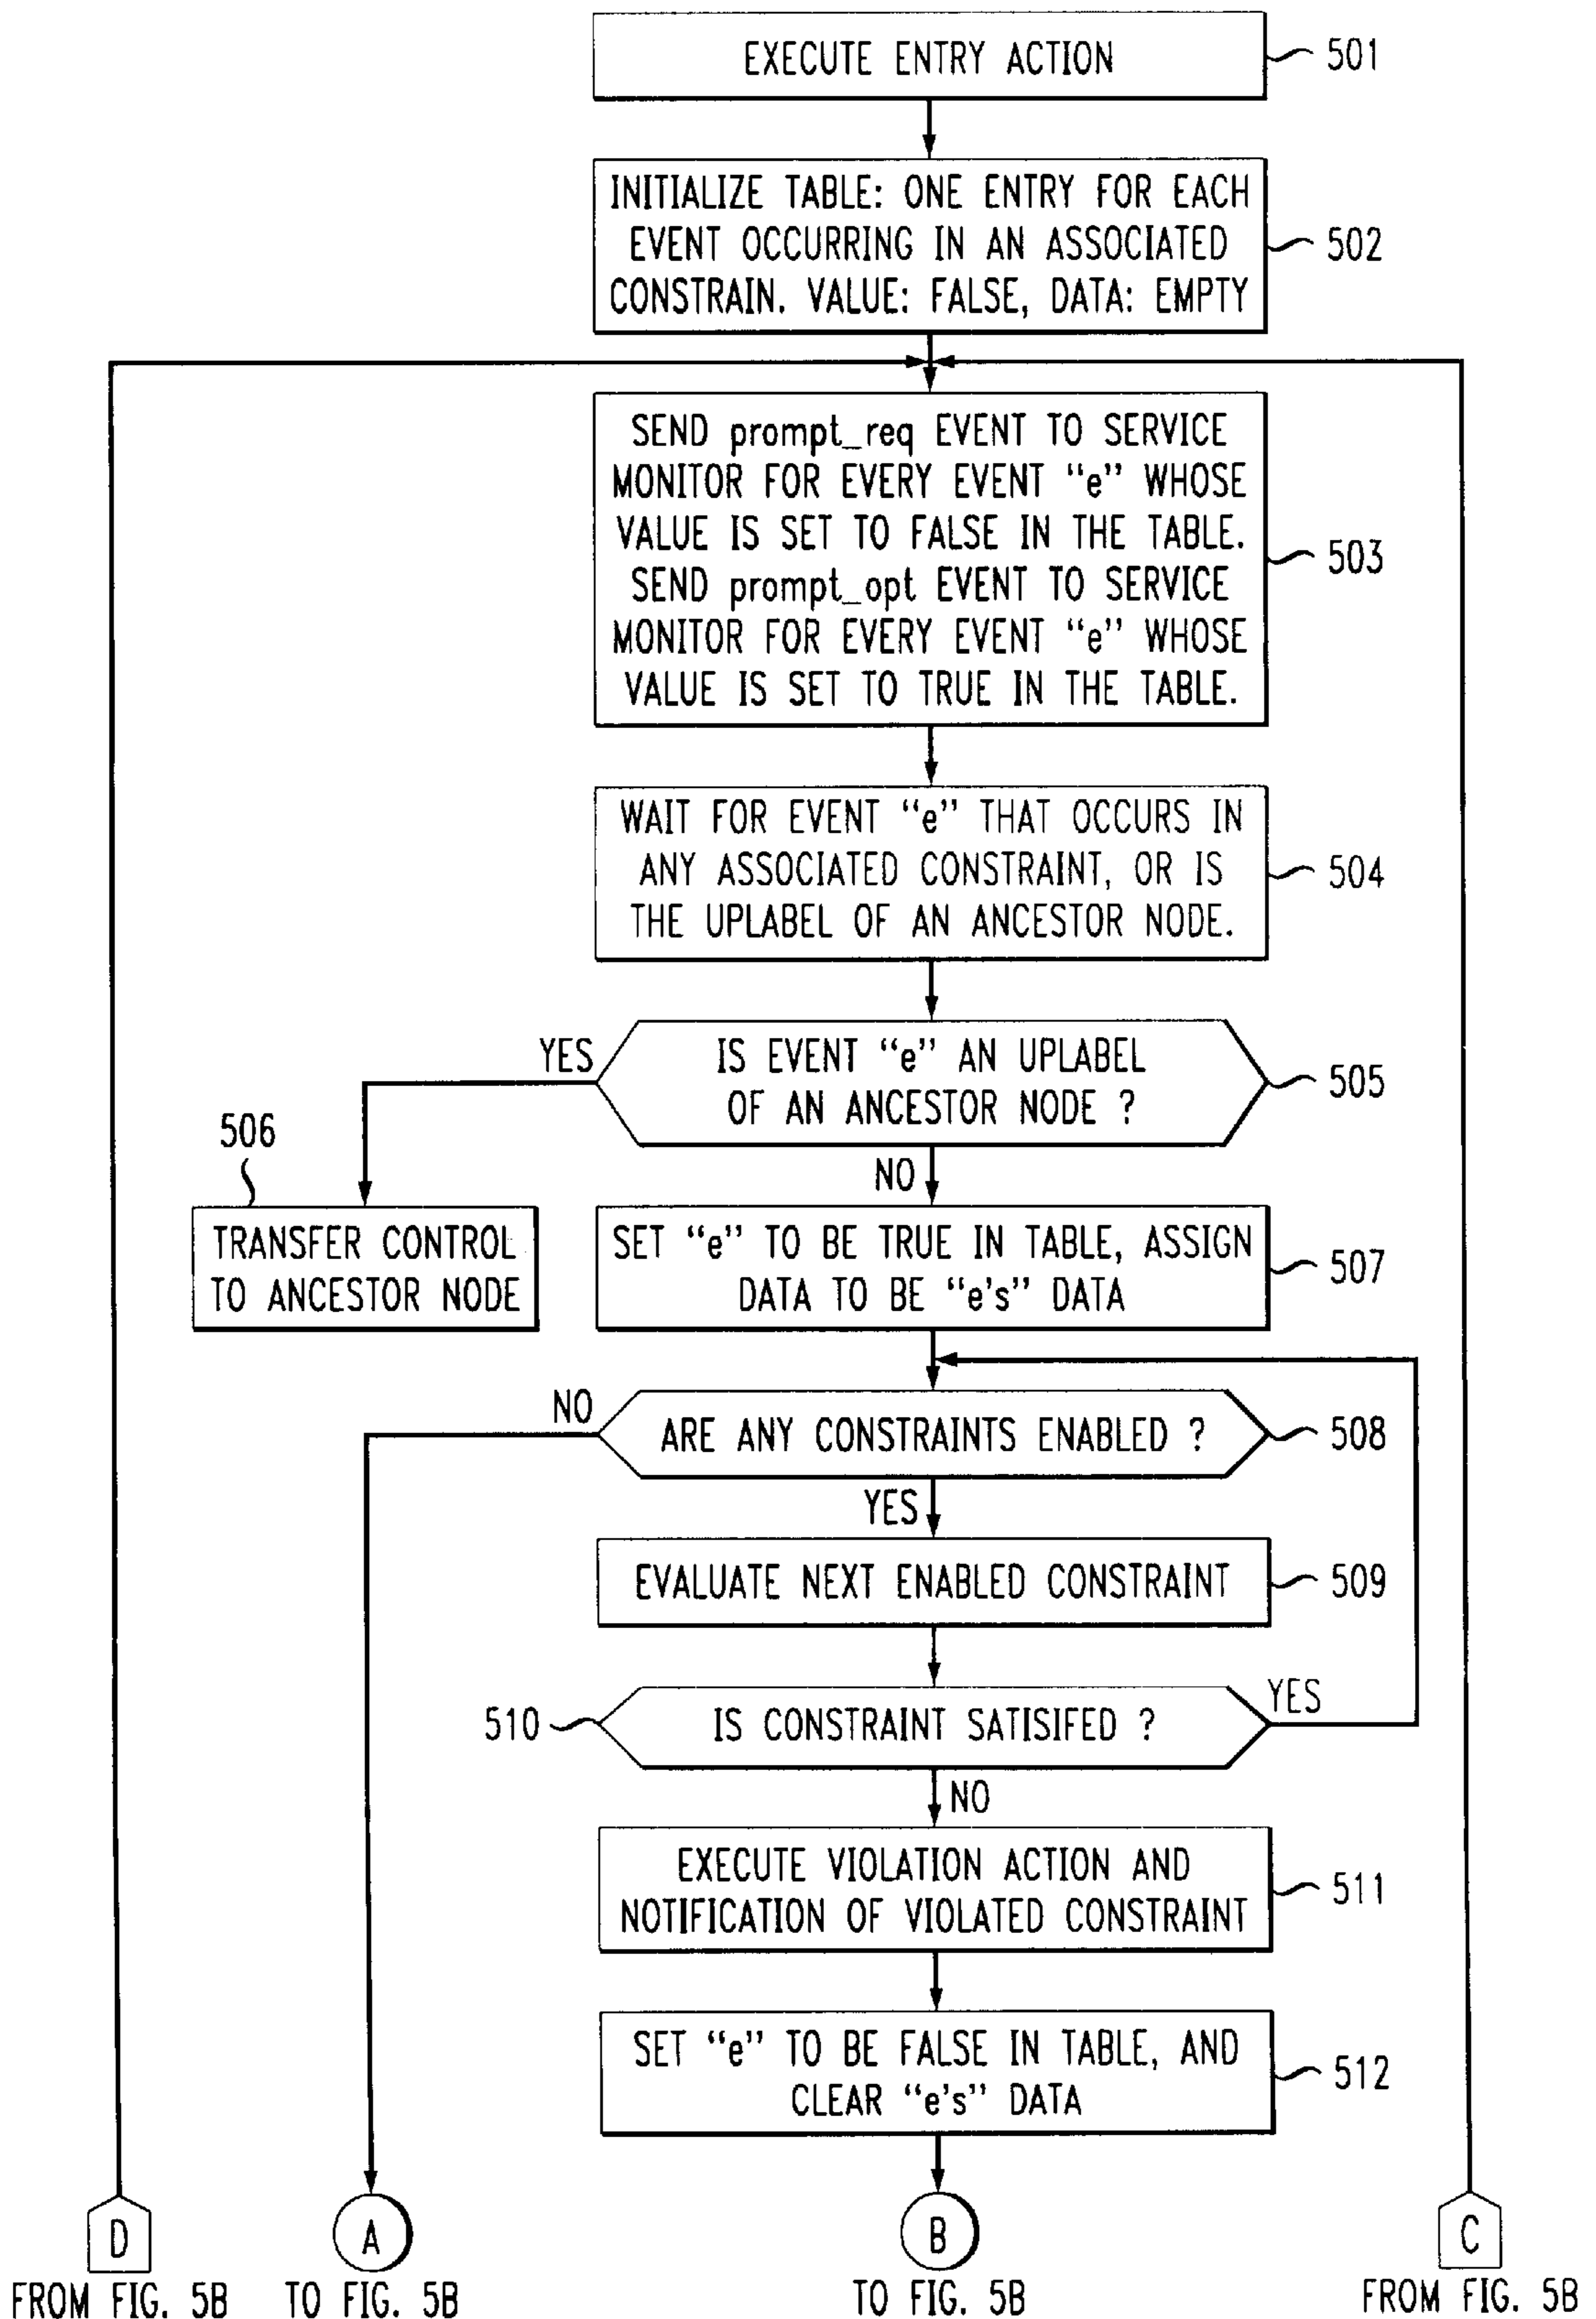 EXECUTE ENTRY ACTION
501
INITIALIZE TABLE: ONE ENTRY FOR EACH
EVENT OCCURRING IN AN ASSOCIATED
CONSTRAIN. VALUE: FALSE, DATA: EMPTY
502
SEND prompt_req EVENT TO SERVICE
MONITOR FOR EVERY EVENT “e” WHOSE
VALUE IS SET TO FALSE IN THE TABLE.
SEND prompt_opt EVENT TO SERVICE
MONITOR FOR EVERY EVENT “e” WHOSE
VALUE IS SET TO TRUE IN THE TABLE.
503
WAIT FOR EVENT “e” THAT OCCURS IN
ANY ASSOCIATED CONSTRAINT, OR IS
THE UPLABEL OF AN ANCESTOR NODE.
504
YES
IS EVENT “e” AN UPLABEL
OF AN ANCESTOR NODE ?
505
506
NO
TRANSFER CONTROL
TO ANCESTOR NODE
SET “e” TO BE TRUE IN TABLE, ASSIGN
DATA TO BE “e's” DATA
507
NO
ARE ANY CONSTRAINTS ENABLED ?
508
YES
EVALUATE NEXT ENABLED CONSTRAINT
509
510
IS CONSTRAINT SATISIFED ?
YES
NO
EXECUTE VIOLATION ACTION AND
NOTIFICATION OF VIOLATED CONSTRAINT
511
SET “e” TO BE FALSE IN TABLE, AND
CLEAR “e's” DATA
512
D
A
B
C
FROM FIG. 5B
TO FIG. 5B
TO FIG. 5B
FROM FIG. 5B